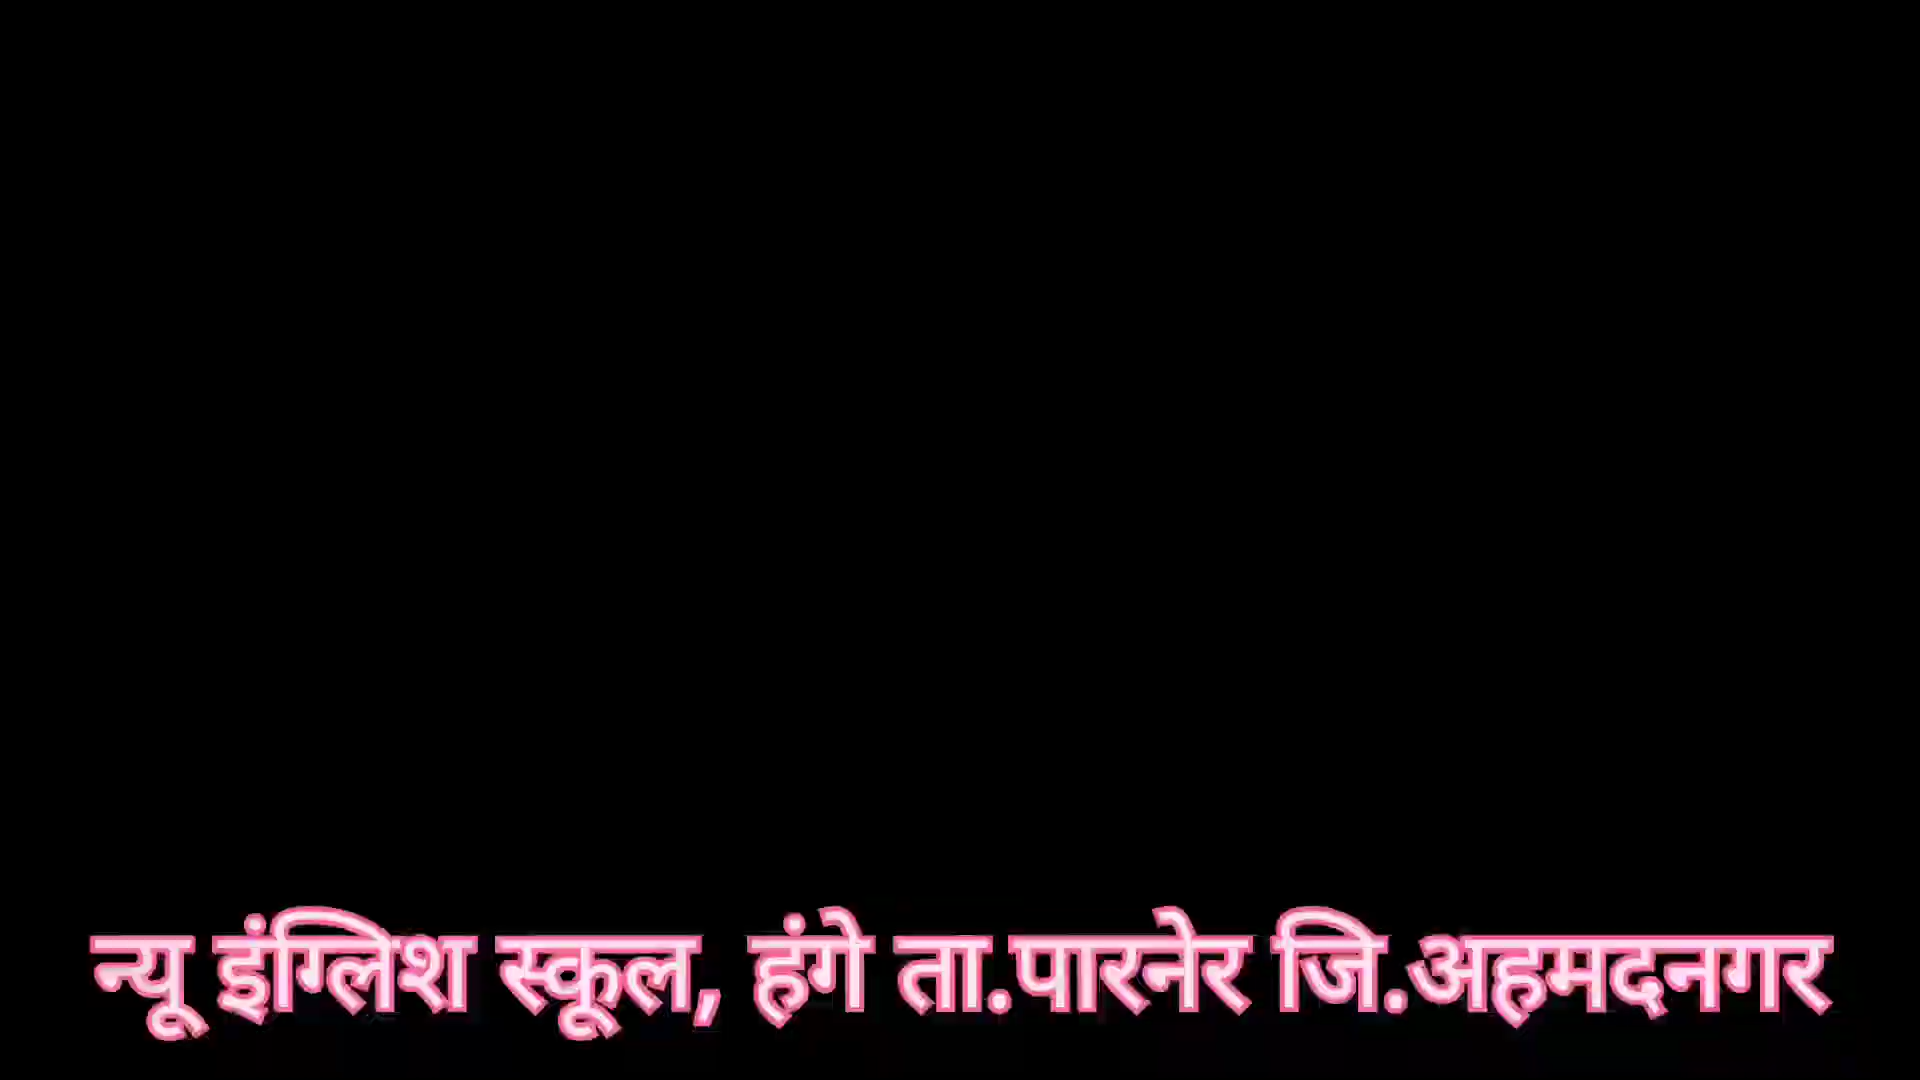 न्यू इंग्लिश स्कूल, हंगे ता.पारनेर जि.अहमदनगर